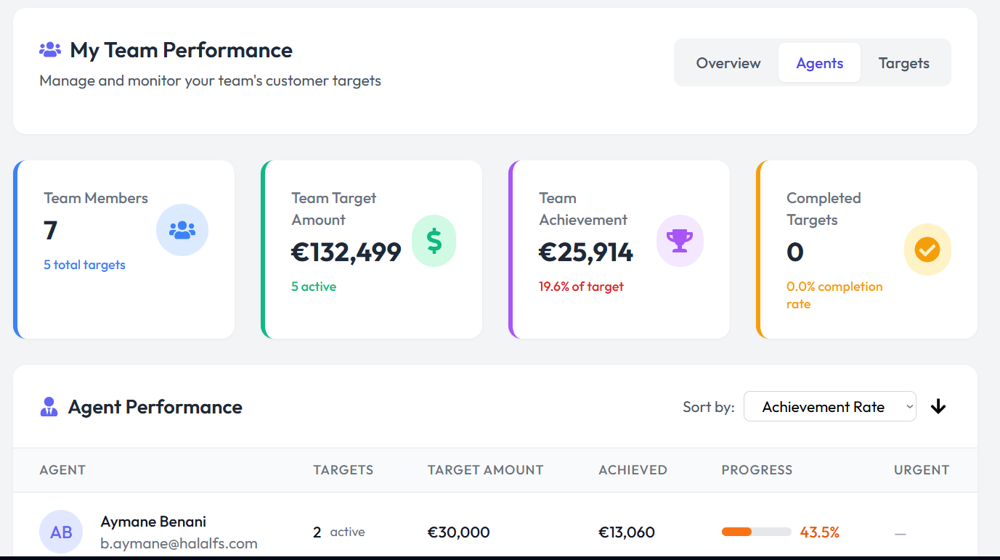 My Team Performance
Manage and monitor your team's customer targets
Overview
Agents
Targets
Team Members
7
5 total targets
Team Target
Amount
€132,499
5 active
Team
Achievement
€25,914
19.6% of target
Completed
Targets
0
0.0% completion
rate
Agent Performance
Sort by:
Achievement Rate
AGENT TARGETS TARGET AMOUNT ACHIEVED PROGRESS URGENT
AB
Aymane Benani
b.aymane@halalfs.com
2 active
€30,000
€13,060
43.5%
—